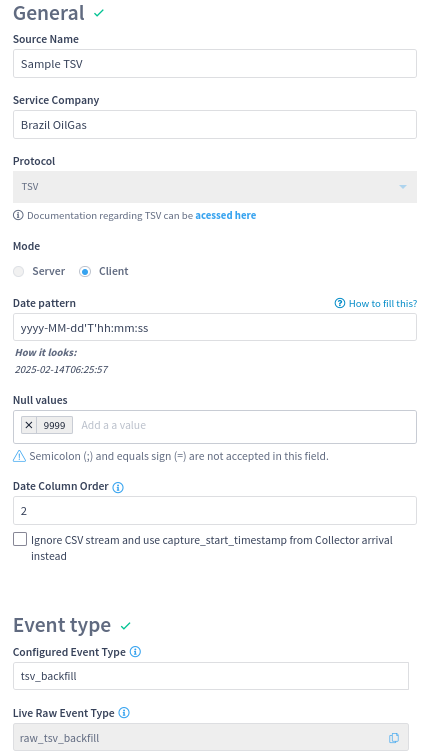 General
Source Name
Sample TSV
Service Company
Brazil OilGas
Protocol
TSV
Documentation regarding TSV can be acessed here
Mode
Server Client
Date pattern How to fill this?
yyyy-MM-dd'T'hh:mm:ss
How it looks:
2025-02-14T06:25:57
Null values
× 9999 Add a a value
Semicolon (;) and equals sign (=) are not accepted in this field.
Date Column Order
2
Ignore CSV stream and use capture_start_timestamp from Collector arrival
instead
Event type
Configured Event Type
tsv_backfill
Live Raw Event Type
raw_tsv_backfill